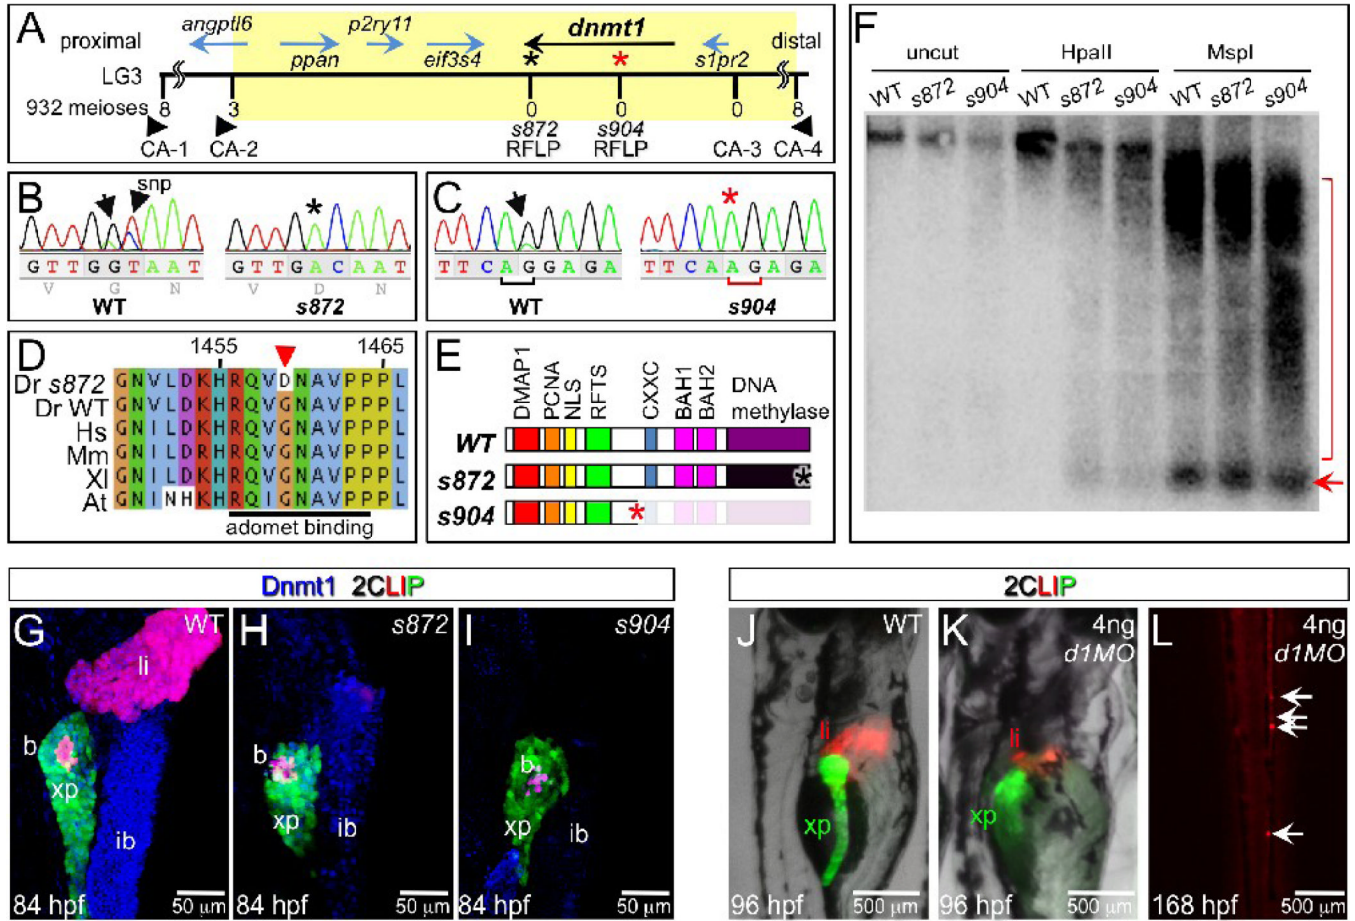 A
angptl6
p2ry11
dnmt1
proximal
distal
ppan
eif3s4
s1pr2
*
*
LG3
932 meioses
8
3
0
0
0
8
s872
s904
RFLP
RFLP
CA-1
CA-2
CA-3
CA-4
B
snp
*
G T T G G T A A T
G T T G A C A A T
V G N
V D N
WT
s872
C
*
T T C A G G A G A
T T C A A G A G A
WT
s904
D
1455
1465
Dr s872 G N V L D K H R Q V D N A V P P P L
Dr WT G N V L D K H R Q V G N A V P P P L
Hs G N I L D K H R Q V G N A V P P P L
Mm G N I L D R H R Q V G N A V P P P L
Xl G N I L D K H R Q V G N A V P P P L
At G N I N H K H R Q I G N A V P P P L
adomet binding
E
DMAP1
PCNA
NLS
RFTS
CXXC
BAH1
BAH2
DNA
methylase
WT
s872
*
s904
*
F
uncut
HpaII
MspI
WT s872 s904 WT s872 s904 WT s872 s904
Dnmt1 2CLIP
G
WT
li
b
xp
ib
84 hpf
50 µm
H
s872
b
xp
ib
84 hpf
50 µm
I
s904
b
xp
ib
84 hpf
50 µm
2CLIP
J
WT
li
xp
96 hpf
500 µm
K
4ng
d1MO
li
xp
96 hpf
500 µm
L
4ng
d1MO
168 hpf
500 µm